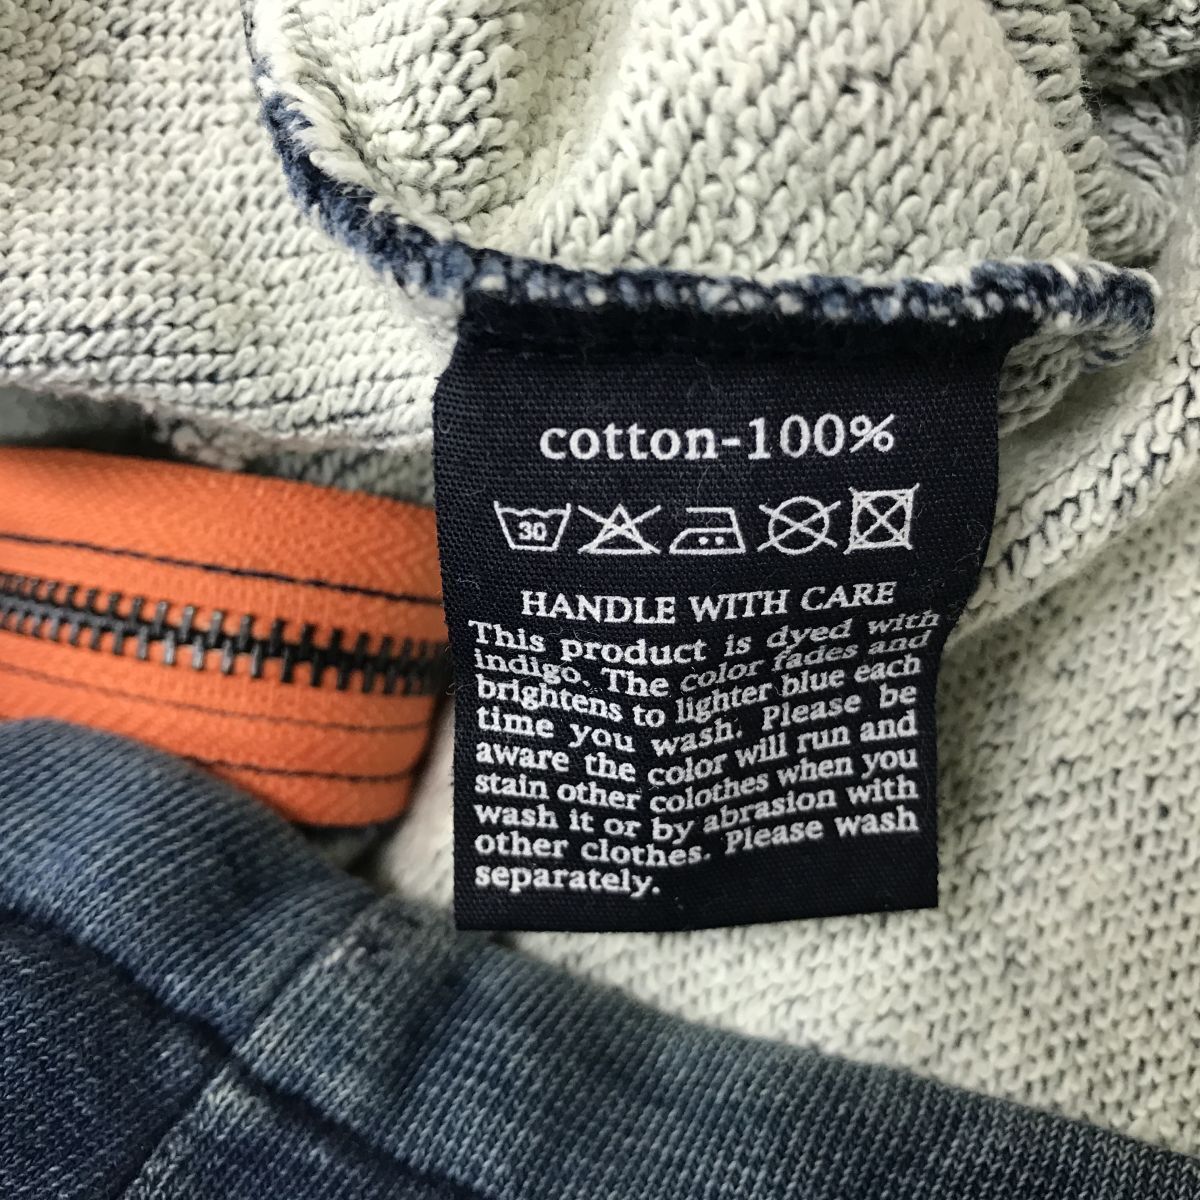 cotton-100%
30
HANDLE WITH CARE
This product is dyed with
indigo. The color fades and
brightens to lighter blue each
time you wash. Please be
aware the color will run and
stain other colothes when you
wash it or by abrasion with
other clothes. Please wash
separately.